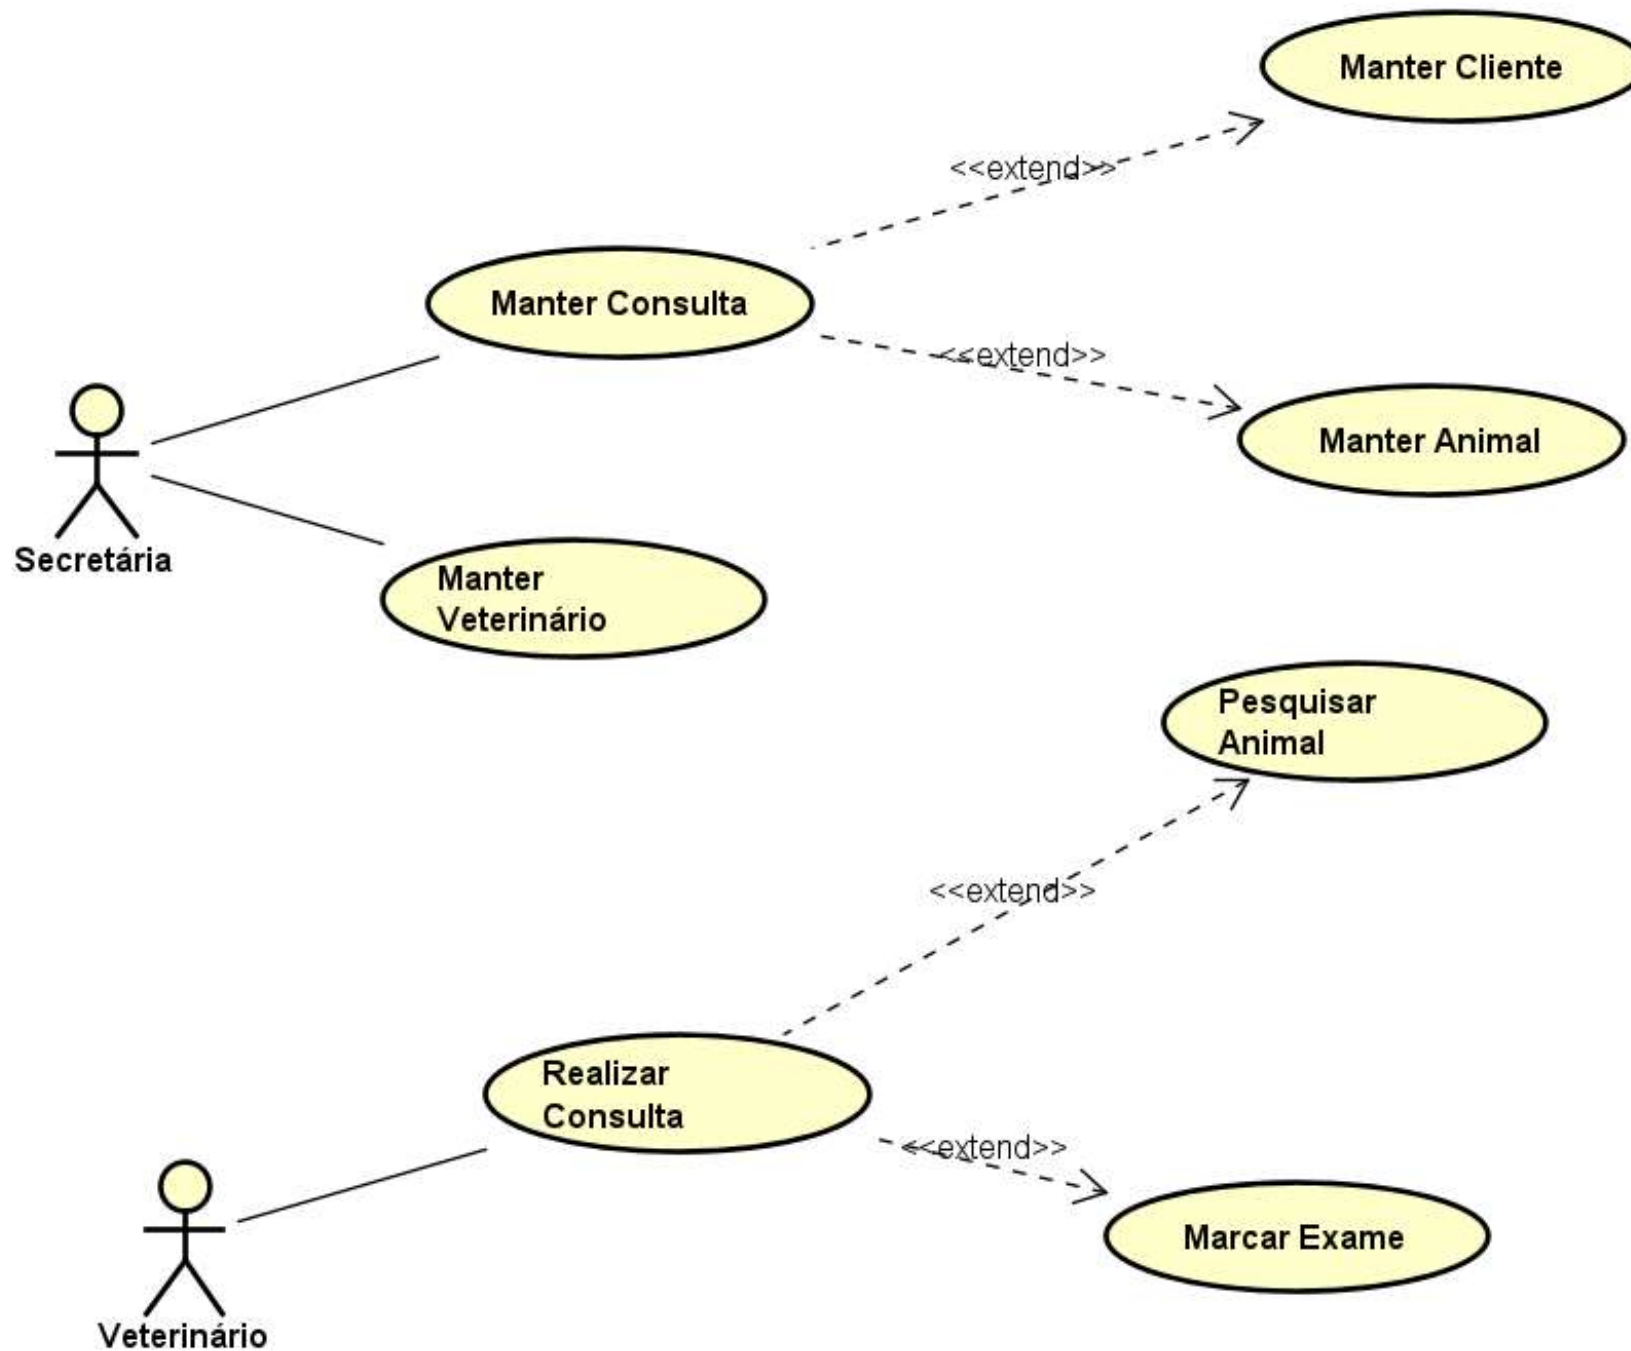 Manter Cliente
<<extend>>
Manter Consulta
<<extend>>
Manter Animal
Secretária
Manter
Veterinário
Pesquisar
Animal
<<extend>>
Realizar
Consulta
<<extend>>
Marcar Exame
Veterinário